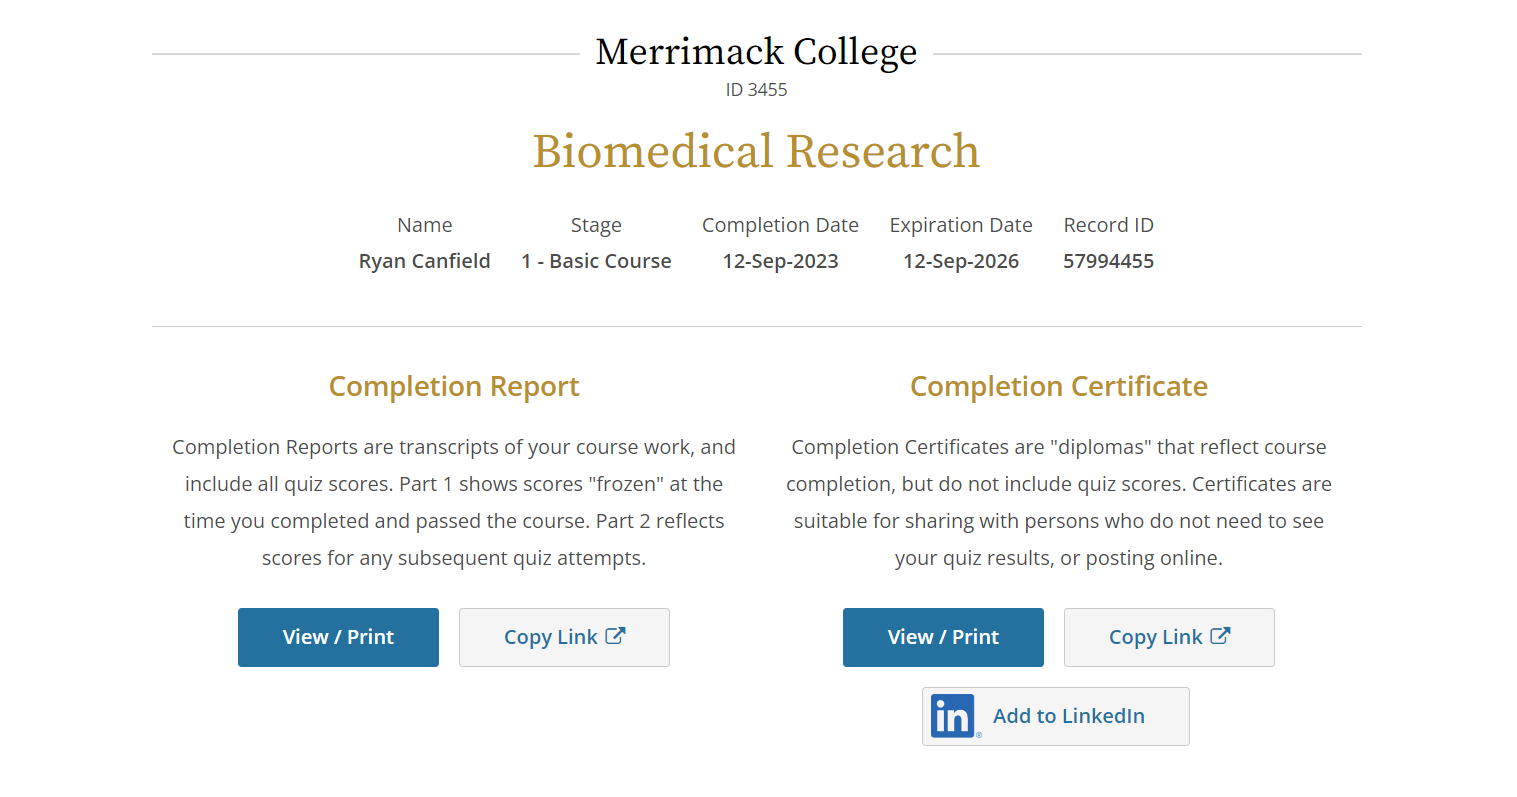 Merrimack College
ID 3455
Biomedical Research
Name Stage Completion Date Expiration Date Record ID
Ryan Canfield 1 - Basic Course 12-Sep-2023 12-Sep-2026 57994455
Completion Report
Completion Reports are transcripts of your course work, and
include all quiz scores. Part 1 shows scores "frozen" at the
time you completed and passed the course. Part 2 reflects
scores for any subsequent quiz attempts.
View / Print Copy Link
Completion Certificate
Completion Certificates are "diplomas" that reflect course
completion, but do not include quiz scores. Certificates are
suitable for sharing with persons who do not need to see
your quiz results, or posting online.
View / Print Copy Link
in® Add to LinkedIn